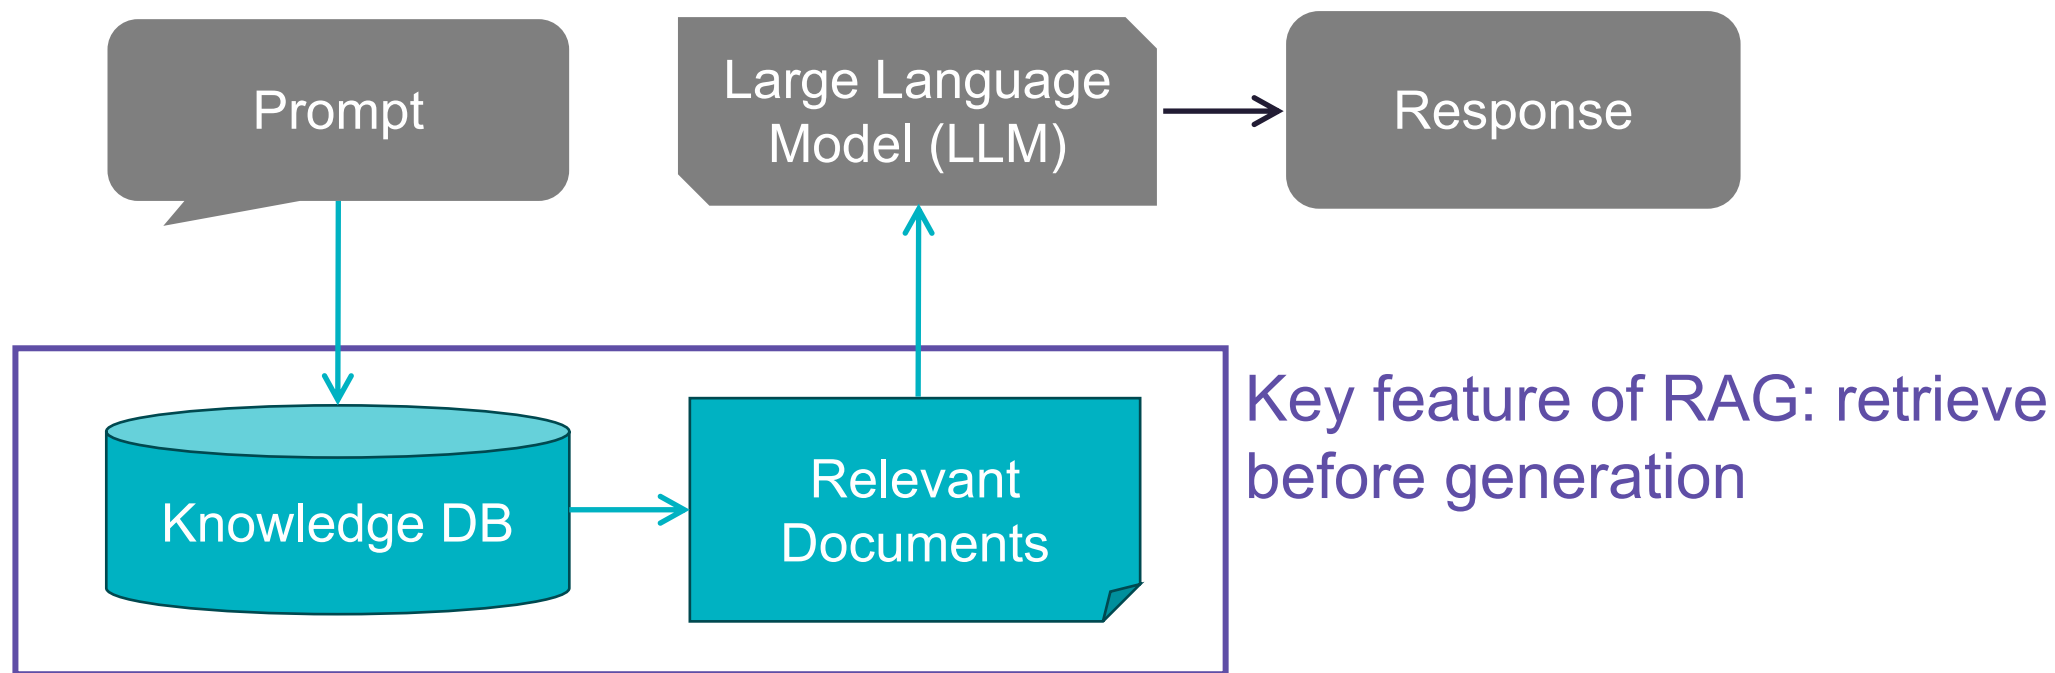 Prompt
Large Language
Model (LLM)
Response
Knowledge DB
Relevant
Documents
Key feature of RAG: retrieve
before generation